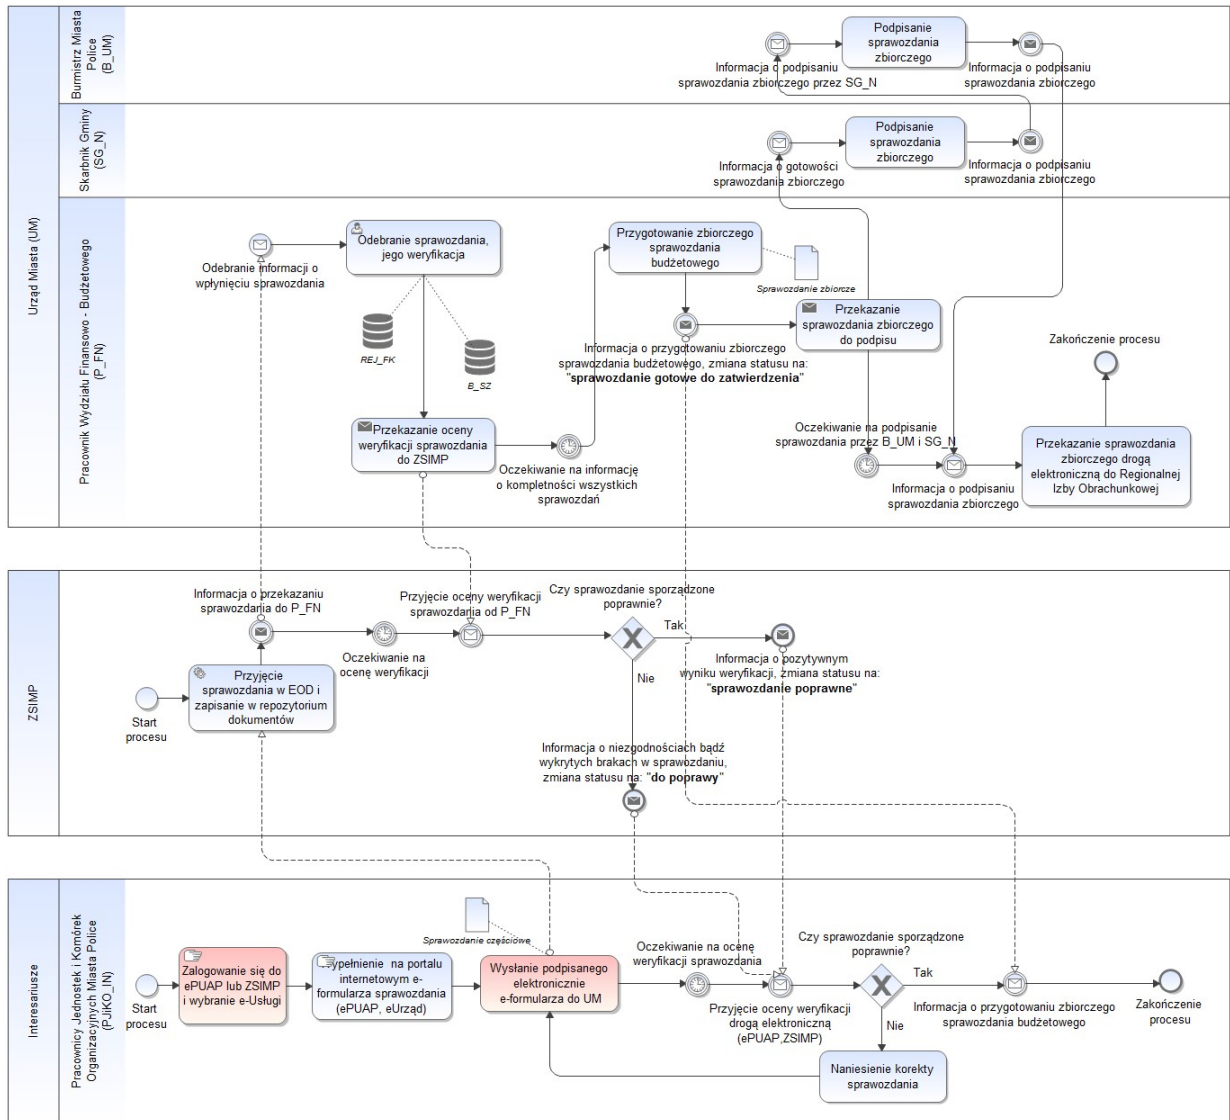 Urząd Miasta (UM)
Burmistrz Miasta
Police
(B_UM)
Informacja o podpisaniu
sprawozdania zbiorczego przez SG_N
Podpisanie
sprawozdania
zbiorczego
Informacja o podpisaniu
sprawozdania zbiorczego
Skarbnik Gminy
(SG_N)
Informacja o gotowości
sprawozdania zbiorczego
Podpisanie
sprawozdania
zbiorczego
Informacja o podpisaniu
sprawozdania zbiorczego
Pracownik Wydziału Finansowo - Budżetowego
(P_FN)
Odebranie informacji o
wpłynięciu sprawozdania
Odebranie sprawozdania,
jego weryfikacja
REJ_FK
B_SZ
Przekazanie oceny
weryfikacji sprawozdania
do ZSIMP
Oczekiwanie na informację
o kompletności wszystkich
sprawozdań
Przygotowanie zbiorczego
sprawozdania
budżetowego
Sprawozdanie zbiorcze
Informacja o przygotowaniu zbiorczego
sprawozdania budżetowego, zmiana statusu na:
"sprawozdanie gotowe do zatwierdzenia"
Przekazanie
sprawozdania zbiorczego
do podpisu
Oczekiwanie na podpisanie
sprawozdania przez B_UM i SG_N
Informacja o podpisaniu
sprawozdania zbiorczego
Przekazanie sprawozdania
zbiorczego drogą
elektroniczną do Regionalnej
Izby Obrachunkowej
Zakończenie procesu
ZSIMP
Start
procesu
Przyjęcie
sprawozdania w EOD i
zapisanie w repozytorium
dokumentów
Informacja o przekazaniu
sprawozdania do P_FN
Oczekiwanie na
ocenę weryfikacji
Przyjęcie oceny weryfikacji
sprawozdania od P_FN
Czy sprawozdanie sporządzone
poprawnie?
Tak
Nie
Informacja o pozytywnym
wyniku weryfikacji, zmiana statusu na:
"sprawozdanie poprawne"
Informacja o niezgodnościach bądź
wykrytych brakach w sprawozdaniu,
zmiana statusu na: "do poprawy"
Interesariusze
Pracownicy Jednostek i Komórek
Organizacyjnych Miasta Police
(PJiKO_IN)
Start
procesu
Zalogowanie się do
ePUAP lub ZSIMP
i wybranie e-Usługi
Wypełnienie na portalu
internetowym e-
formularza sprawozdania
(ePUAP, eUrząd)
Sprawozdanie częściowe
Wysłanie podpisanego
elektronicznie
e-formularza do UM
Oczekiwanie na ocenę
weryfikacji sprawozdania
Przyjęcie oceny weryfikacji
drogą elektroniczną
(ePUAP,ZSIMP)
Czy sprawozdanie sporządzone
poprawnie?
Tak
Nie
Naniesienie korekty
sprawozdania
Informacja o przygotowaniu zbiorczego
sprawozdania budżetowego
Zakończenie
procesu